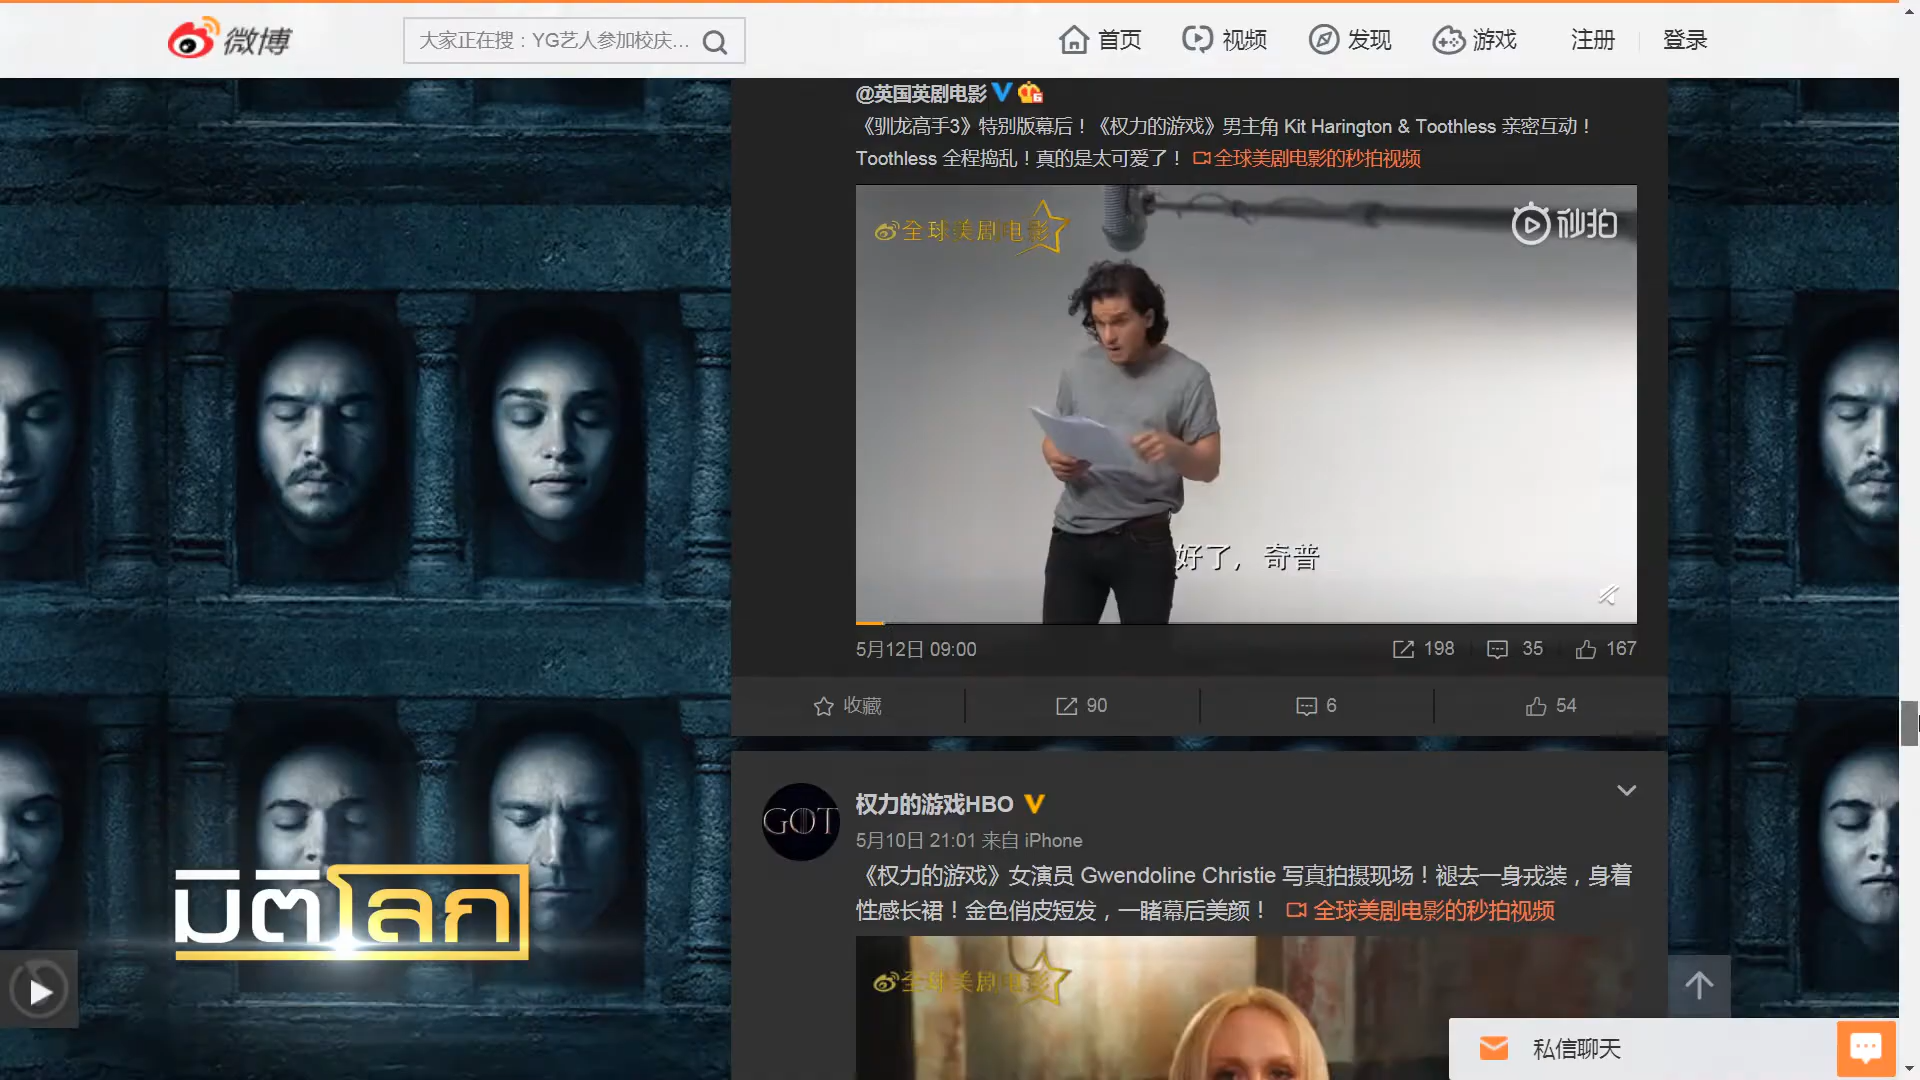 微博
大家正在搜：YG艺人参加校庆...
首页
视频
发现
游戏
注册
登录
@英国英剧电影
《驯龙高手3》特别版幕后！《权力的游戏》男主角 Kit Harington & Toothless 亲密互动！
Toothless 全程捣乱！真的是太可爱了！ 全球美剧电影的秒拍视频
全球美剧电影
秒拍
好了，奇普
5月12日 09:00
198
35
167
收藏
90
6
54
GOT
权力的游戏HBO
5月10日 21:01 来自 iPhone
《权力的游戏》女演员 Gwendoline Christie 写真拍摄现场！褪去一身戎装，身着
性感长裙！金色俏皮短发，一睹幕后美颜！ 全球美剧电影的秒拍视频
全球美剧电影
มิติโลก
私信聊天